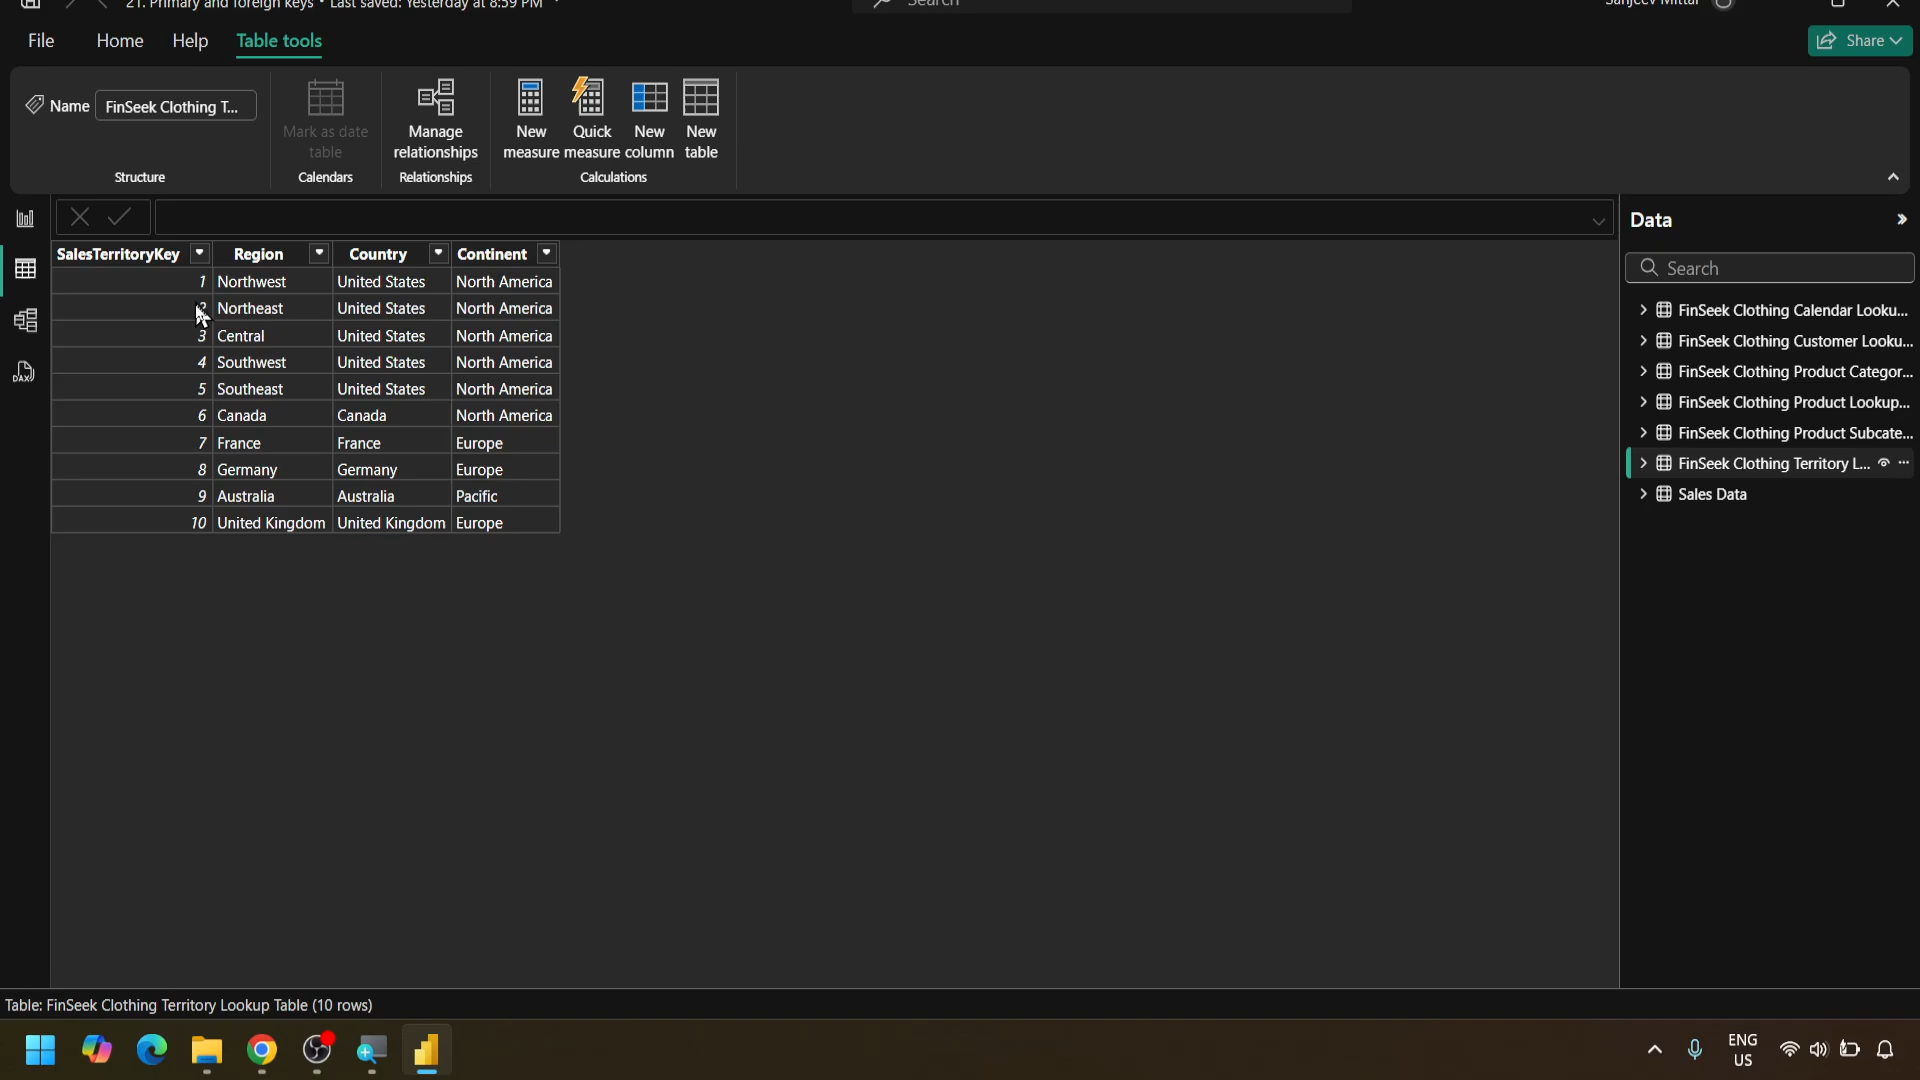 21. Primary and foreign keys • Last saved: Yesterday at 8:59 PM
Search
Sanjeev Mittal
File Home Help Table tools
Share
Name FinSeek Clothing T...
Mark as date table
Manage relationships
New measure
Quick measure
New column
New table
Structure
Calendars
Relationships
Calculations
Data
Search
SalesTerritoryKey Region Country Continent
1 Northwest United States North America
2 Northeast United States North America
3 Central United States North America
4 Southwest United States North America
5 Southeast United States North America
6 Canada Canada North America
7 France France Europe
8 Germany Germany Europe
9 Australia Australia Pacific
10 United Kingdom United Kingdom Europe
FinSeek Clothing Calendar Looku...
FinSeek Clothing Customer Looku...
FinSeek Clothing Product Categor...
FinSeek Clothing Product Lookup...
FinSeek Clothing Product Subcate...
FinSeek Clothing Territory L...
Sales Data
DAX
Table: FinSeek Clothing Territory Lookup Table (10 rows)
ENG
US